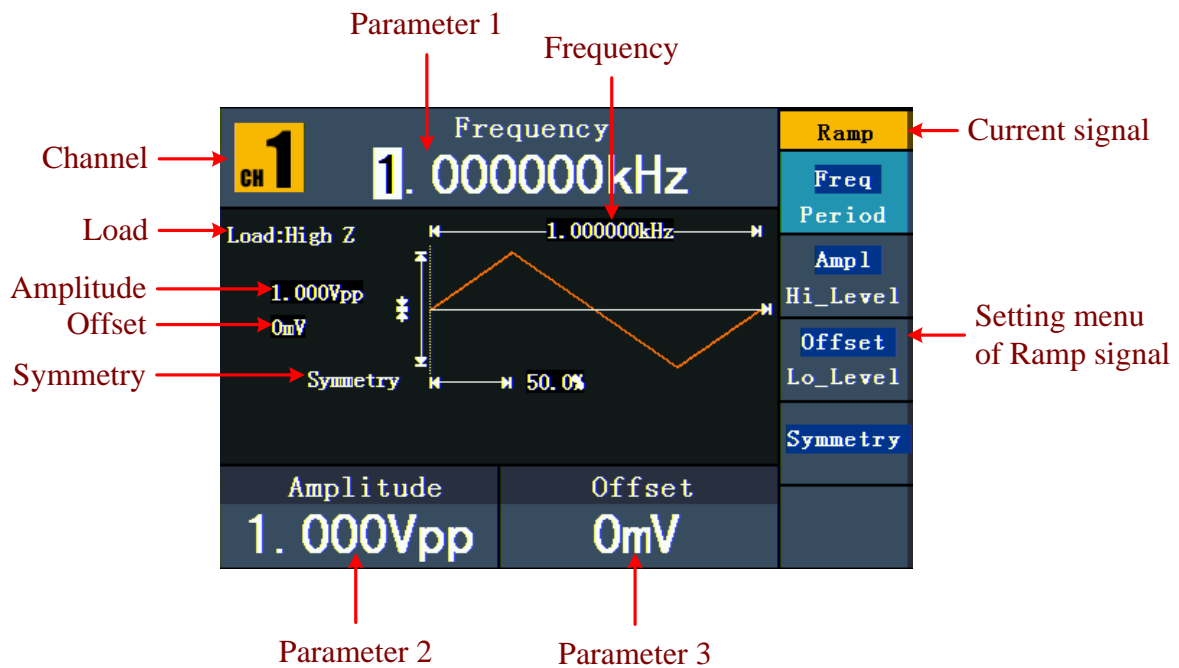 Parameter 1
Frequency
Channel
CH 1
Frequency
1.000000kHz
Ramp
Current signal
Freq
Period
Load
Load:High Z
1.000000kHz
Amplitude
1.000Vpp
Ampl
Hi_Level
Offset
0mV
Offset
Lo_Level
Setting menu
of Ramp signal
Symmetry
Symmetry
50.0%
Symmetry
Amplitude
1.000Vpp
Offset
0mV
Parameter 2
Parameter 3